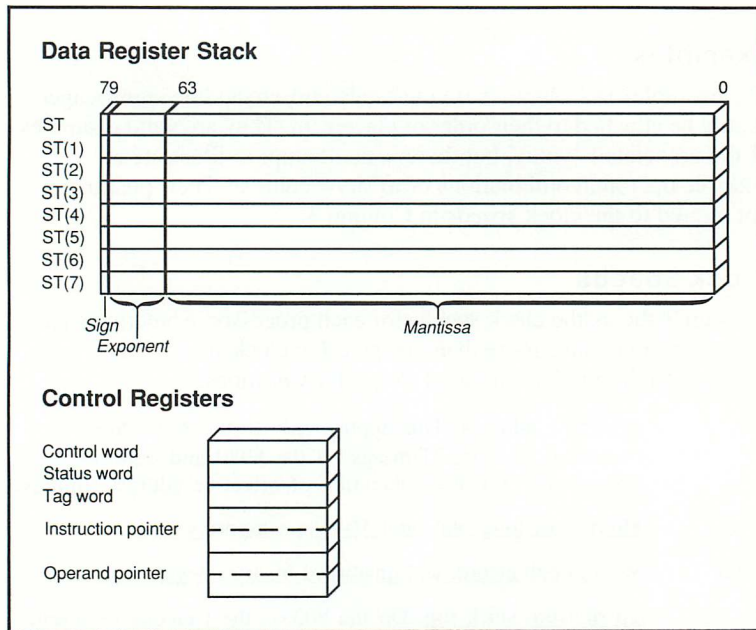 Data Register Stack
79 63 0
ST
ST(1)
ST(2)
ST(3)
ST(4)
ST(5)
ST(6)
ST(7)
Sign
Exponent
Mantissa
Control Registers
Control word
Status word
Tag word
Instruction pointer
Operand pointer